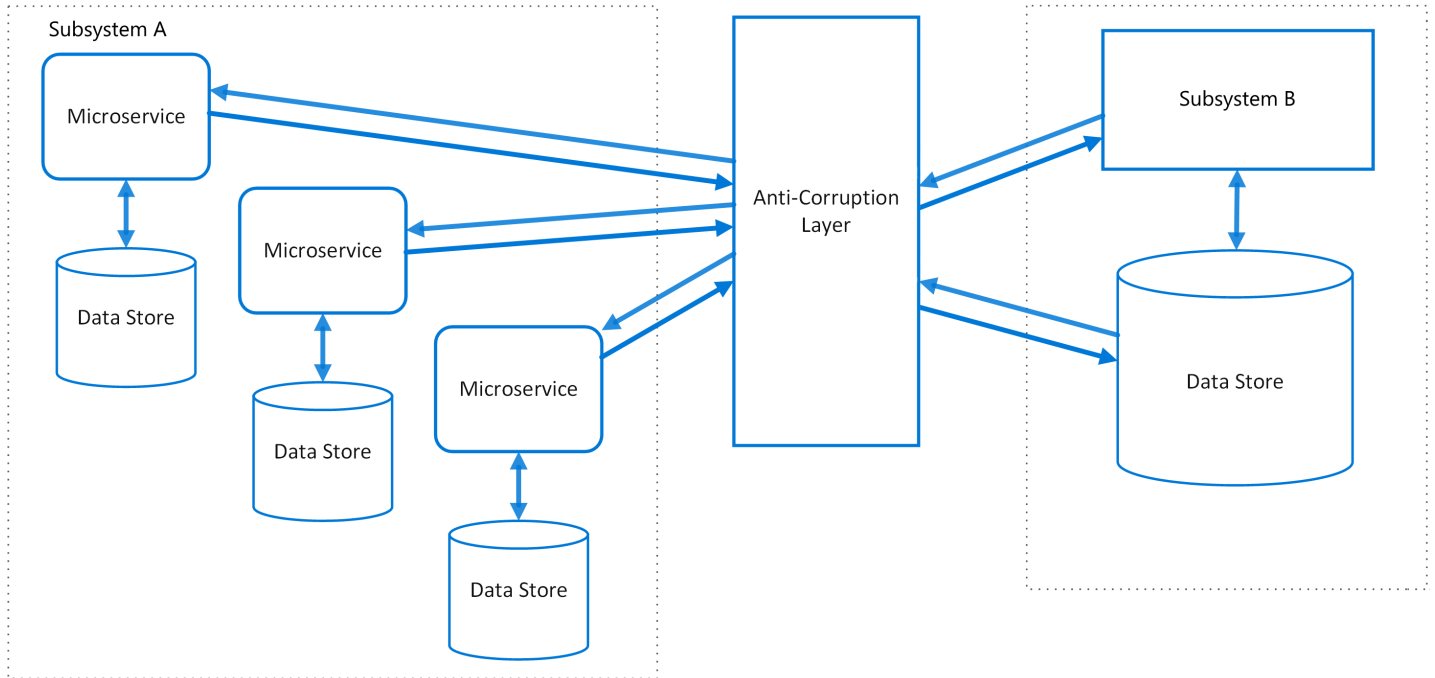 Subsystem A
Microservice
Data Store
Microservice
Data Store
Microservice
Data Store
Anti-Corruption
Layer
Subsystem B
Data Store